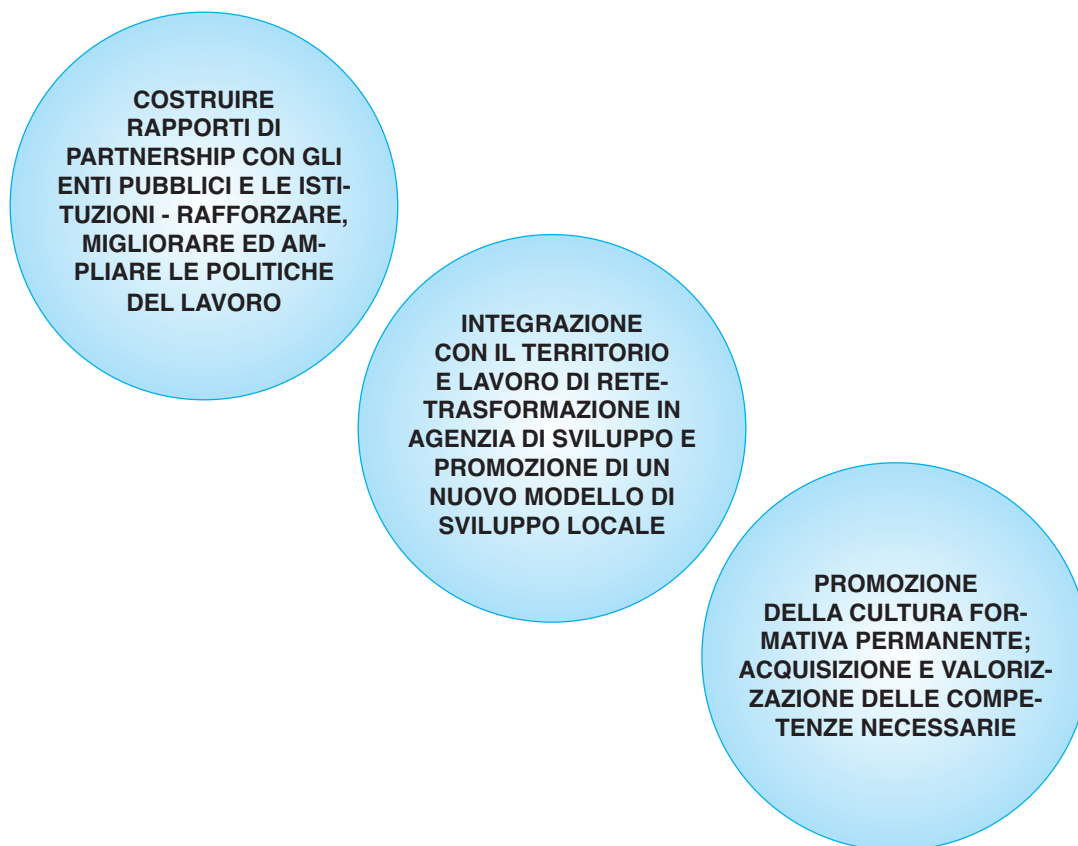 COSTRUIRE
RAPPORTI DI
PARTNERSHIP CON GLI
ENTI PUBBLICI E LE ISTI-
TUZIONI - RAFFORZARE,
MIGLIORARE ED AM-
PLIARE LE POLITICHE
DEL LAVORO
INTEGRAZIONE
CON IL TERRITORIO
E LAVORO DI RETE-
TRASFORMAZIONE IN
AGENZIA DI SVILUPPO E
PROMOZIONE DI UN
NUOVO MODELLO DI
SVILUPPO LOCALE
PROMOZIONE
DELLA CULTURA FOR-
MATIVA PERMANENTE;
ACQUISIZIONE E VALORIZ-
ZAZIONE DELLE COMPE-
TENZE NECESSARIE